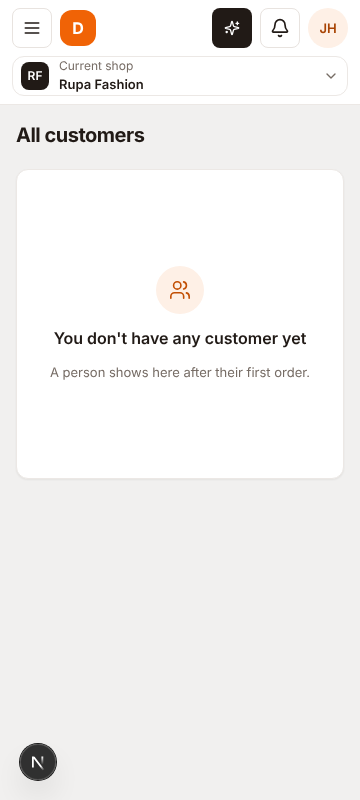 D
JH
RF
Current shop
Rupa Fashion
All customers
You don't have any customer yet
A person shows here after their first order.
N